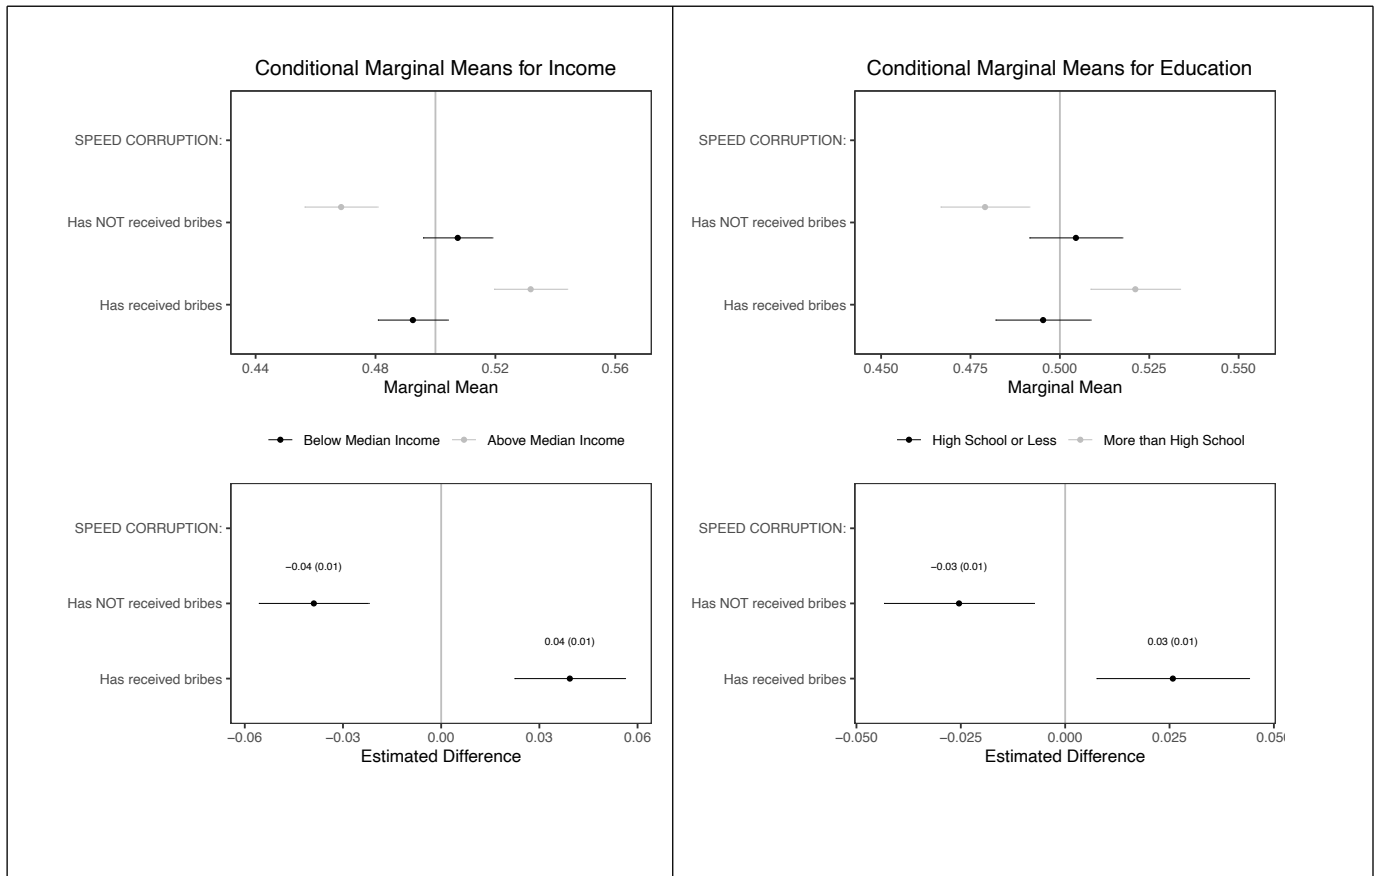 Conditional Marginal Means for Income
SPEED CORRUPTION:
Has NOT received bribes
Has received bribes
0.44 0.48 0.52 0.56
Marginal Mean
Below Median Income Above Median Income
SPEED CORRUPTION:
−0.04 (0.01)
Has NOT received bribes
0.04 (0.01)
Has received bribes
−0.06 −0.03 0.00 0.03 0.06
Estimated Difference
Conditional Marginal Means for Education
SPEED CORRUPTION:
Has NOT received bribes
Has received bribes
0.450 0.475 0.500 0.525 0.550
Marginal Mean
High School or Less More than High School
SPEED CORRUPTION:
−0.03 (0.01)
Has NOT received bribes
0.03 (0.01)
Has received bribes
−0.050 −0.025 0.000 0.025
Estimated Difference